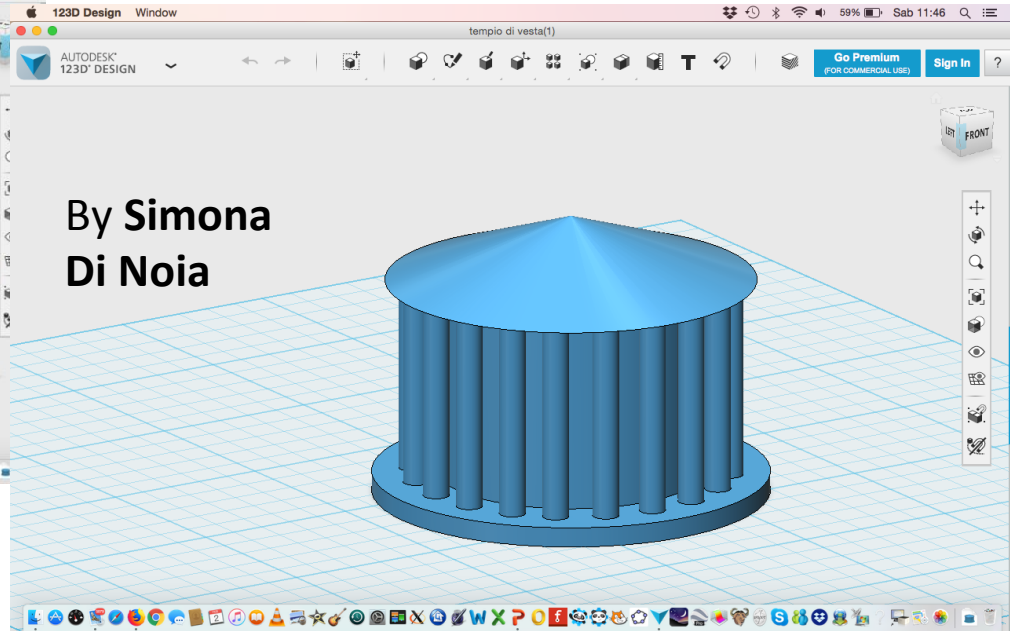 123D Design Window
59% Sab 11:46
tempio di vesta(1)
AUTODESK®
123D® DESIGN
T
Go Premium
(FOR COMMERCIAL USE)
Sign In
?
LEFT FRONT
By Simona
Di Noia